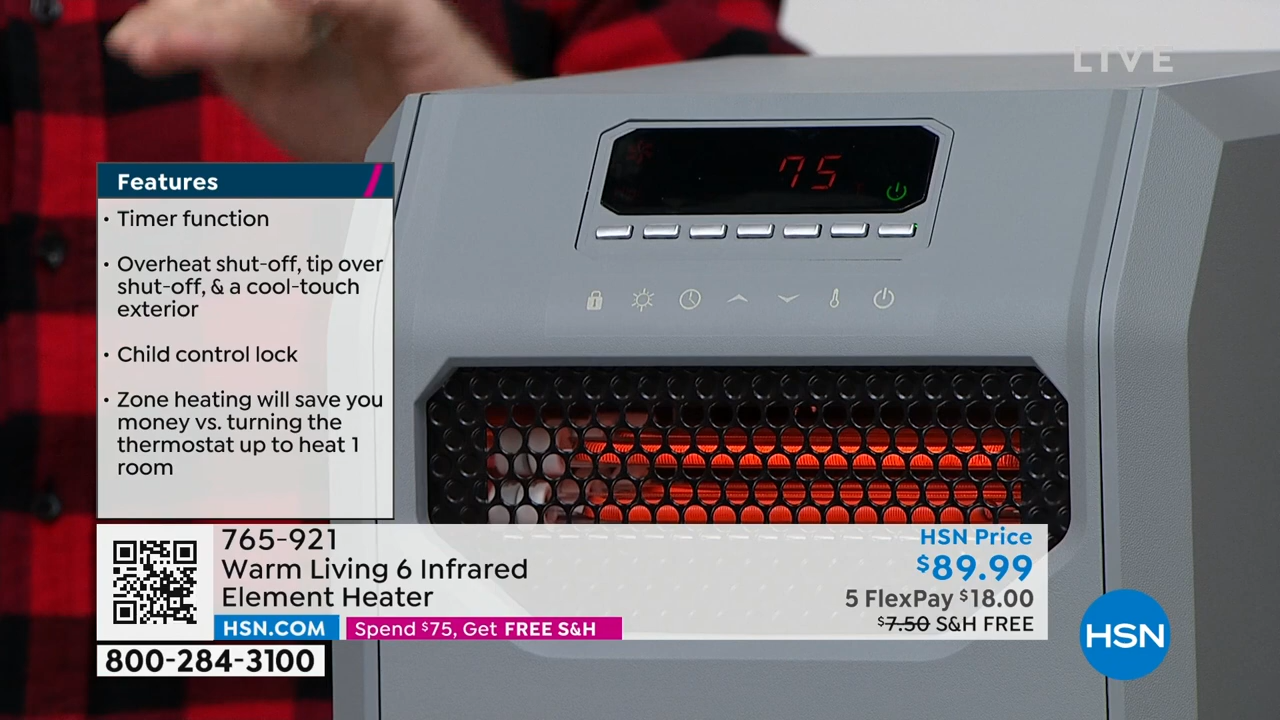 LIVE
75
Features
• Timer function
• Overheat shut-off, tip over
shut-off, & a cool-touch
exterior
• Child control lock
• Zone heating will save you
money vs. turning the
thermostat up to heat 1
room
765-921
Warm Living 6 Infrared
Element Heater
HSN.COM
Spend $75, Get FREE S&H
800-284-3100
HSN Price
$89.99
5 FlexPay $18.00
$7.50 S&H FREE
HSN